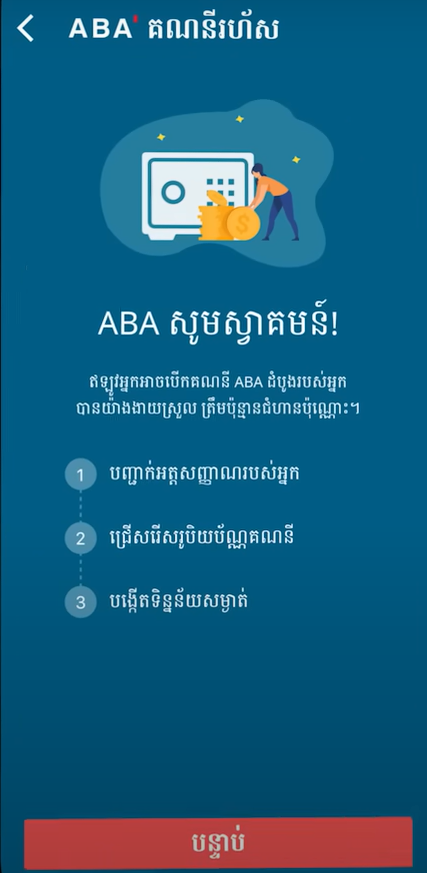 ABA' គណនីរហ័ស
ABA សូមស្វាគមន៍!
ឥឡូវអ្នកអាចបើកគណនី ABA ដំបូងរបស់អ្នក
បានយ៉ាងងាយស្រួល ត្រឹមប៉ុន្មានជំហានប៉ុណ្ណោះ។
1 បញ្ជាក់អត្តសញ្ញាណរបស់អ្នក
2 ជ្រើសរើសរូបិយប័ណ្ណគណនី
3 បង្កើតទិន្នន័យសម្ងាត់
បន្ទាប់